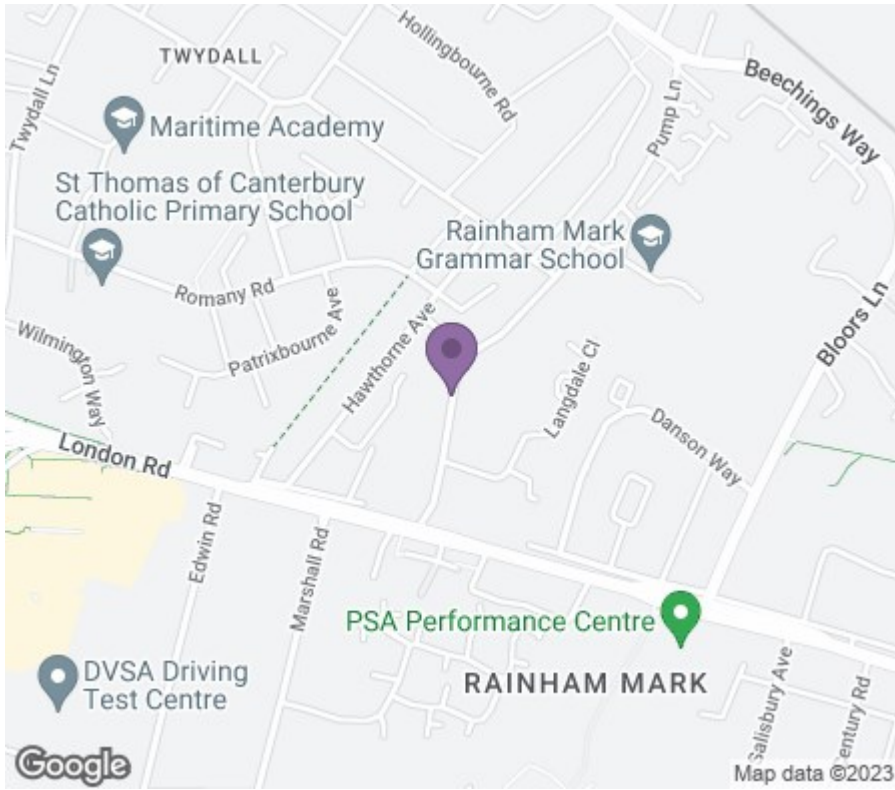 Hollingbourne Rd
TWYDALL
Beechings Way
Twydall Ln
Pump Ln
Maritime Academy
St Thomas of Canterbury
Catholic Primary School
Rainham Mark
Grammar School
Romany Rd
Bloors Ln
Patrixbourne Ave
Hawthorne Ave
Wilmington Way
Langdale Cl
Danson Way
London Rd
Edwin Rd
Marshall Rd
PSA Performance Centre
DVSA Driving
Test Centre
RAINHAM MARK
Salisbury Ave
Century Rd
Google
Map data ©2023